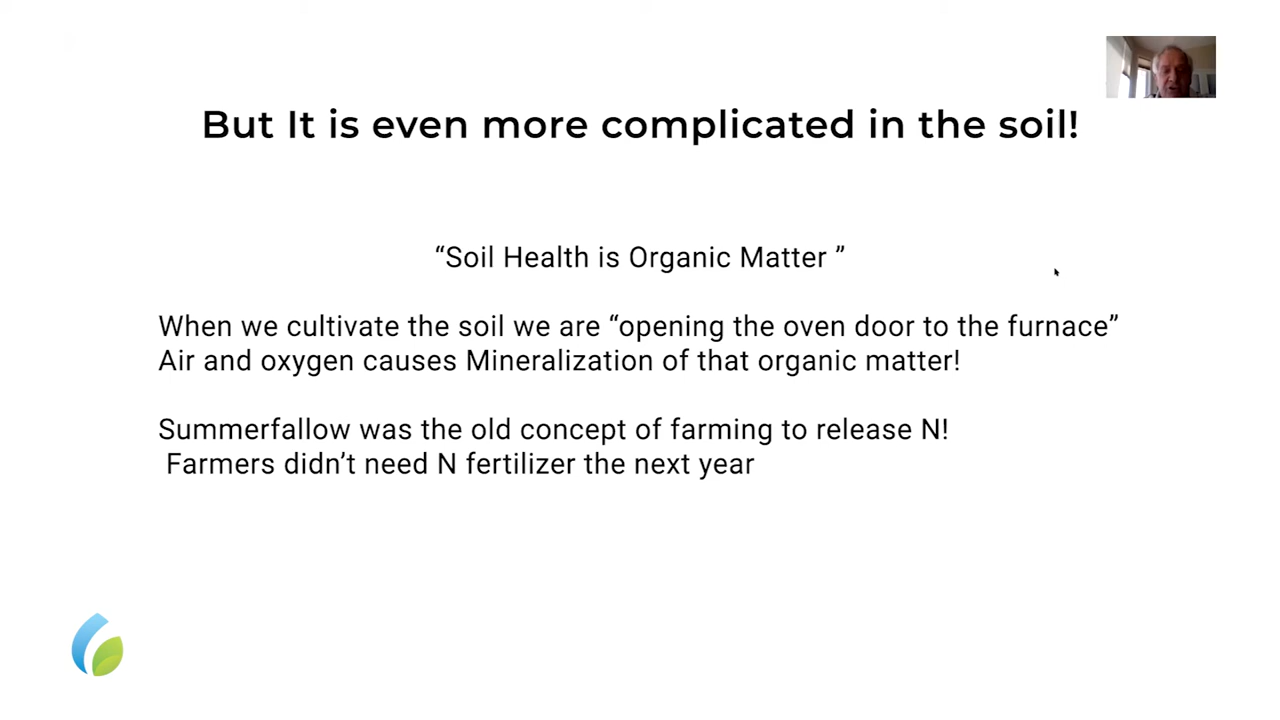 But It is even more complicated in the soil!
“Soil Health is Organic Matter ”
When we cultivate the soil we are “opening the oven door to the furnace”
Air and oxygen causes Mineralization of that organic matter!
Summerfallow was the old concept of farming to release N!
Farmers didn’t need N fertilizer the next year